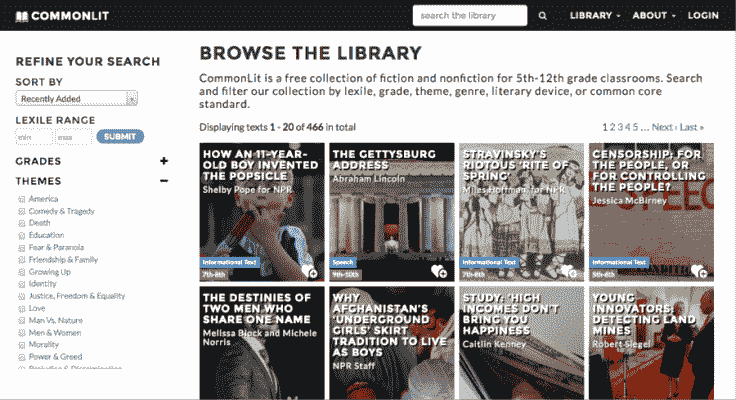 COMMONLIT
search the library
LIBRARY
ABOUT
LOGIN
REFINE YOUR SEARCH
SORT BY
Recently Added
LEXILE RANGE
min
max
SUBMIT
GRADES +
THEMES −
America
Comedy & Tragedy
Death
Education
Fear & Paranoia
Friendship & Family
Growing Up
Identity
Justice, Freedom & Equality
Love
Man Vs. Nature
Men & Women
Morality
Power & Greed
Prejudice & Discrimination
BROWSE THE LIBRARY
CommonLit is a free collection of fiction and nonfiction for 5th-12th grade classrooms. Search
and filter our collection by lexile, grade, theme, genre, literary device, or common core
standard.
Displaying texts 1 - 20 of 466 in total
1 2 3 4 5 ... Next › Last »
HOW AN 11-YEAR-
OLD BOY INVENTED
THE POPSICLE
Shelby Pope for NPR
Informational Text
7th-8th
THE GETTYSBURG
ADDRESS
Abraham Lincoln
Speech
9th-10th
STRAVINSKY'S
RIOTOUS 'RITE OF
SPRING'
Miles Hoffman for NPR
Informational Text
7th-8th
CENSORSHIP: FOR
THE PEOPLE, OR
FOR CONTROLLING
THE PEOPLE?
Jessica McBirney
Informational Text
5th-6th
THE DESTINIES OF
TWO MEN WHO
SHARE ONE NAME
Melissa Block and Michele
Norris
WHY
AFGHANISTAN'S
'UNDERGROUND
GIRLS' SKIRT
TRADITION TO LIVE
AS BOYS
NPR Staff
STUDY: 'HIGH
INCOMES DON'T
BRING YOU
HAPPINESS
Caitlin Kenney
YOUNG
INNOVATORS:
DETECTING LAND
MINES
Robert Siegel